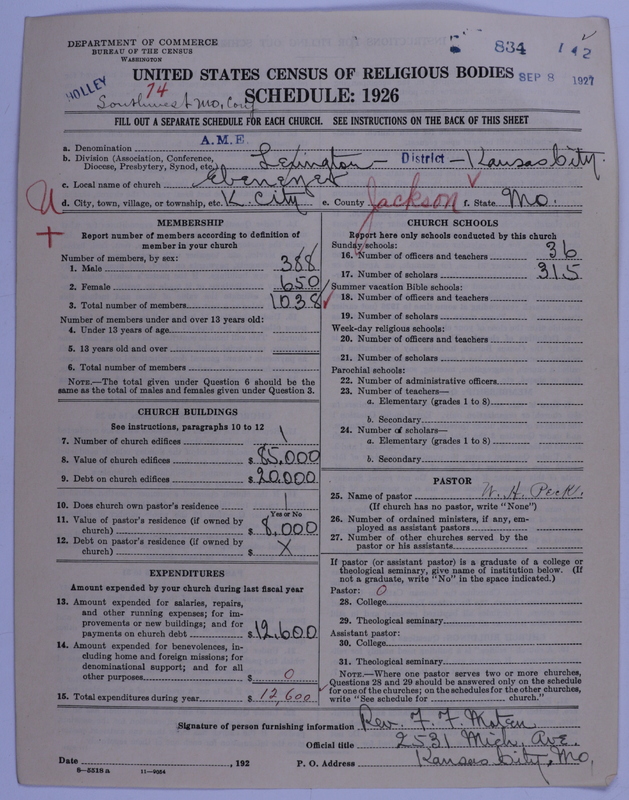 DEPARTMENT OF COMMERCE
BUREAU OF THE CENSUS
WASHINGTON
834 142
UNITED STATES CENSUS OF RELIGIOUS BODIES
SEP 8 1927
HOLLEY
74
Southwest Mo. Conf
SCHEDULE: 1926
FILL OUT A SEPARATE SCHEDULE FOR EACH CHURCH. SEE INSTRUCTIONS ON THE BACK OF THIS SHEET
a. Denomination A.M.E.
b. Division (Association, Conference, Diocese, Presbytery, Synod, etc.) Lexington - District - Kansas City.
c. Local name of church Ebenezer
d. City, town, village, or township, etc. K. City e. County Jackson f. State Mo.
MEMBERSHIP
Report number of members according to definition of
member in your church
Number of members, by sex:
1. Male 388
2. Female 650
3. Total number of members 1038
Number of members under and over 13 years old:
4. Under 13 years of age
5. 13 years old and over
6. Total number of members
NOTE.—The total given under Question 6 should be
same as the total of males and females given under Question 3.
CHURCH BUILDINGS
See instructions, paragraphs 10 to 12
7. Number of church edifices 1
8. Value of church edifices $ 85,000
9. Debt on church edifices $ 20,000
10. Does church own pastor's residence 1
Yes or No
11. Value of pastor's residence (if owned by
church) $ 8,000
12. Debt on pastor's residence (if owned by
church) $ X
EXPENDITURES
Amount expended by your church during last fiscal year
13. Amount expended for salaries, repairs,
and other running expenses; for im-
provements or new buildings; and for
payments on church debt $ 12,600
14. Amount expended for benevolences, in-
cluding home and foreign missions; for
denominational support; and for all
other purposes $ 0
15. Total expenditures during year $ 12,600
CHURCH SCHOOLS
Report here only schools conducted by this church
Sunday schools:
16. Number of officers and teachers 36
17. Number of scholars 315
Summer vacation Bible schools:
18. Number of officers and teachers
19. Number of scholars
Week-day religious schools:
20. Number of officers and teachers
21. Number of scholars
Parochial schools:
22. Number of administrative officers
23. Number of teachers—
a. Elementary (grades 1 to 8)
b. Secondary
24. Number of scholars—
a. Elementary (grades 1 to 8)
b. Secondary
PASTOR
25. Name of pastor W. H. Peck.
(If church has no pastor, write "None")
26. Number of ordained ministers, if any, em-
ployed as assistant pastors
27. Number of other churches served by the
pastor or his assistants
If pastor (or assistant pastor) is a graduate of a college or
theological seminary, give name of institution below. (If
not a graduate, write "No" in the space indicated.)
Pastor: 0
28. College
29. Theological seminary
Assistant pastor:
30. College
31. Theological seminary
NOTE.—Where one pastor serves two or more churches,
Questions 28 and 29 should be answered only on the schedule
for one of the churches; on the schedules for the other churches,
write "See schedule for ______ church."
Signature of person furnishing information Rev. F. F. Moten
Official title 2531 Mich. Ave.
Date ______, 192 P. O. Address Kansas City, Mo.
8—5518 a 11—9054